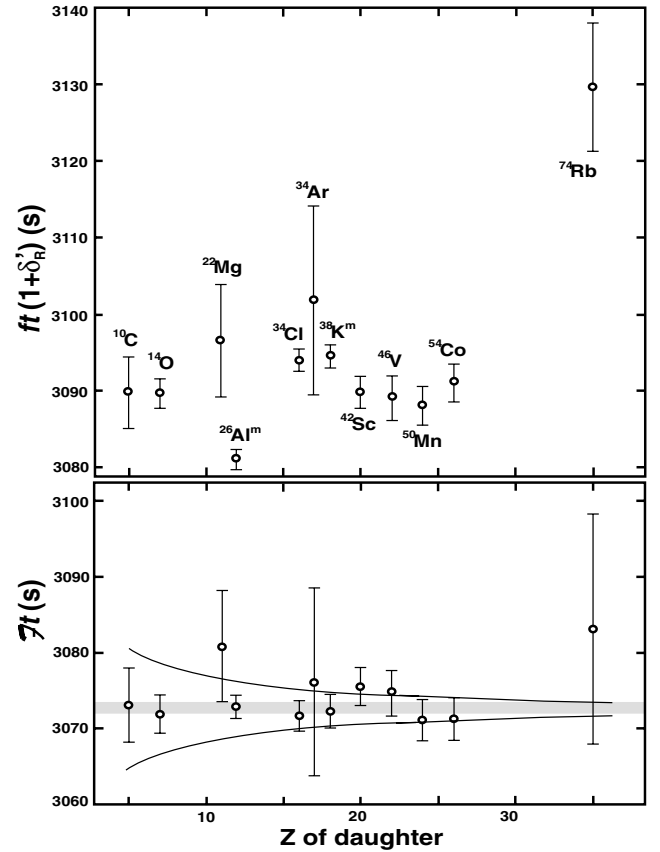 3140
3130
3120
3110
3100
3090
3080
ft (1+δ′R) (s)
10C
14O
22Mg
26Alm
34Cl
34Ar
38Km
42Sc
46V
50Mn
54Co
74Rb
3100
3090
3080
3070
3060
ℱt (s)
10
20
30
Z of daughter